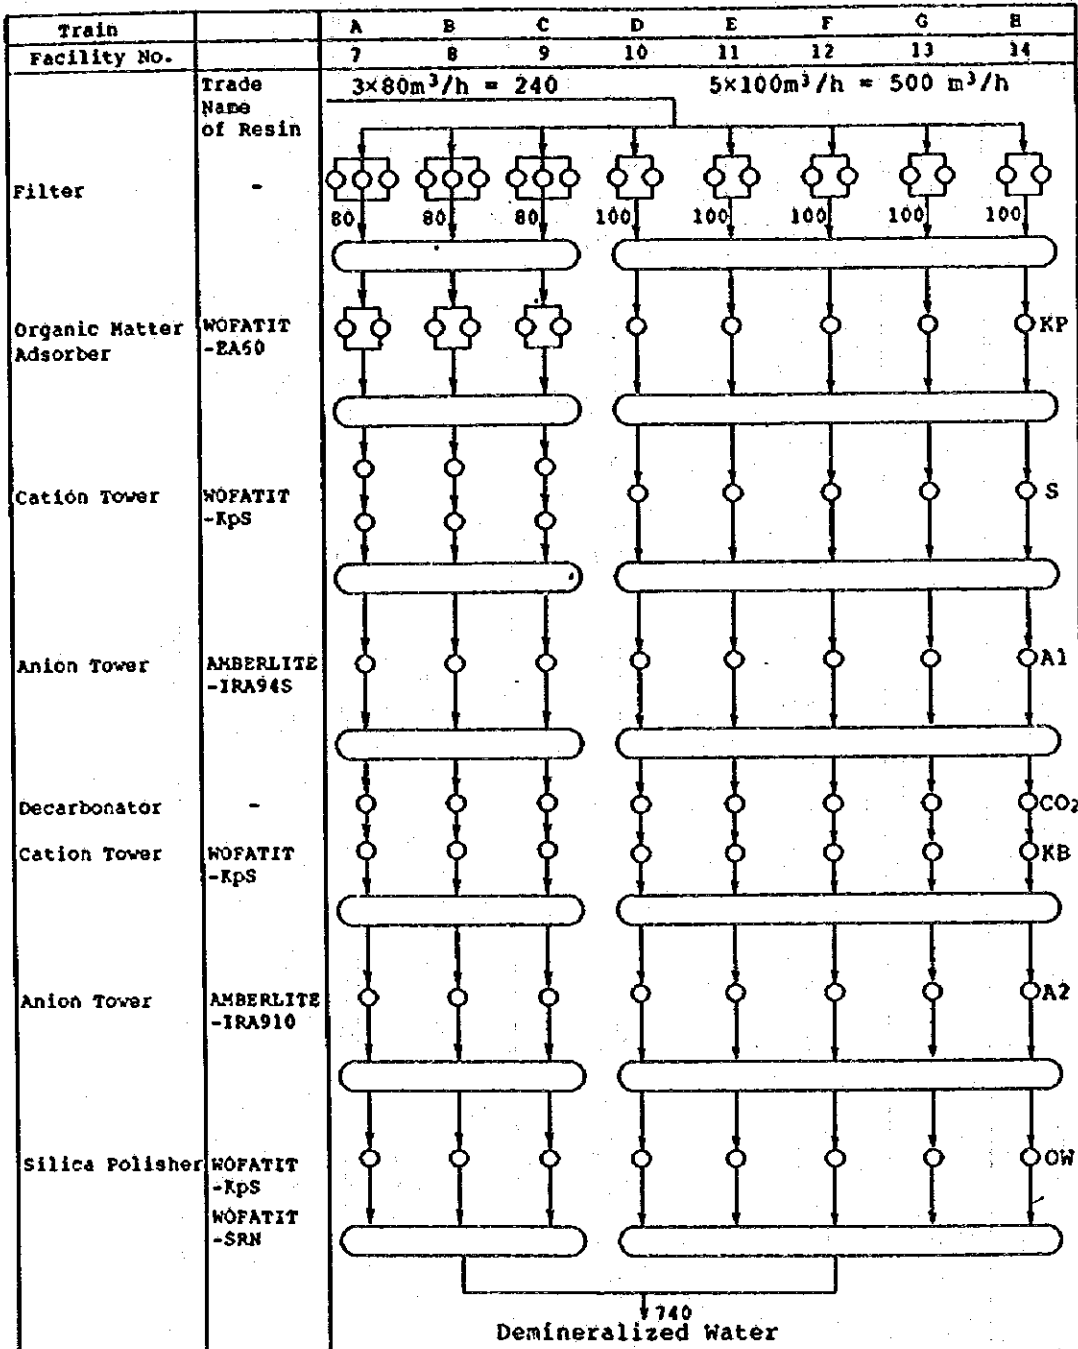 Train A B C D E F G H
Facility No. 7 8 9 10 11 12 13 14
Trade 3×80m³/h = 240 5×100m³/h = 500 m³/h
Name
of Resin
Filter -
80 80 80 100 100 100 100 100
Organic Matter WOFATIT KP
Adsorber -EA60
Cation Tower WOFATIT S
-KpS
Anion Tower AMBERLITE A1
-IRA94S
Decarbonator - CO₂
Cation Tower WOFATIT KB
-KpS
Anion Tower AMBERLITE A2
-IRA910
Silica Polisher WOFATIT OW
-KpS
WOFATIT
-SRN
740
Demineralized Water